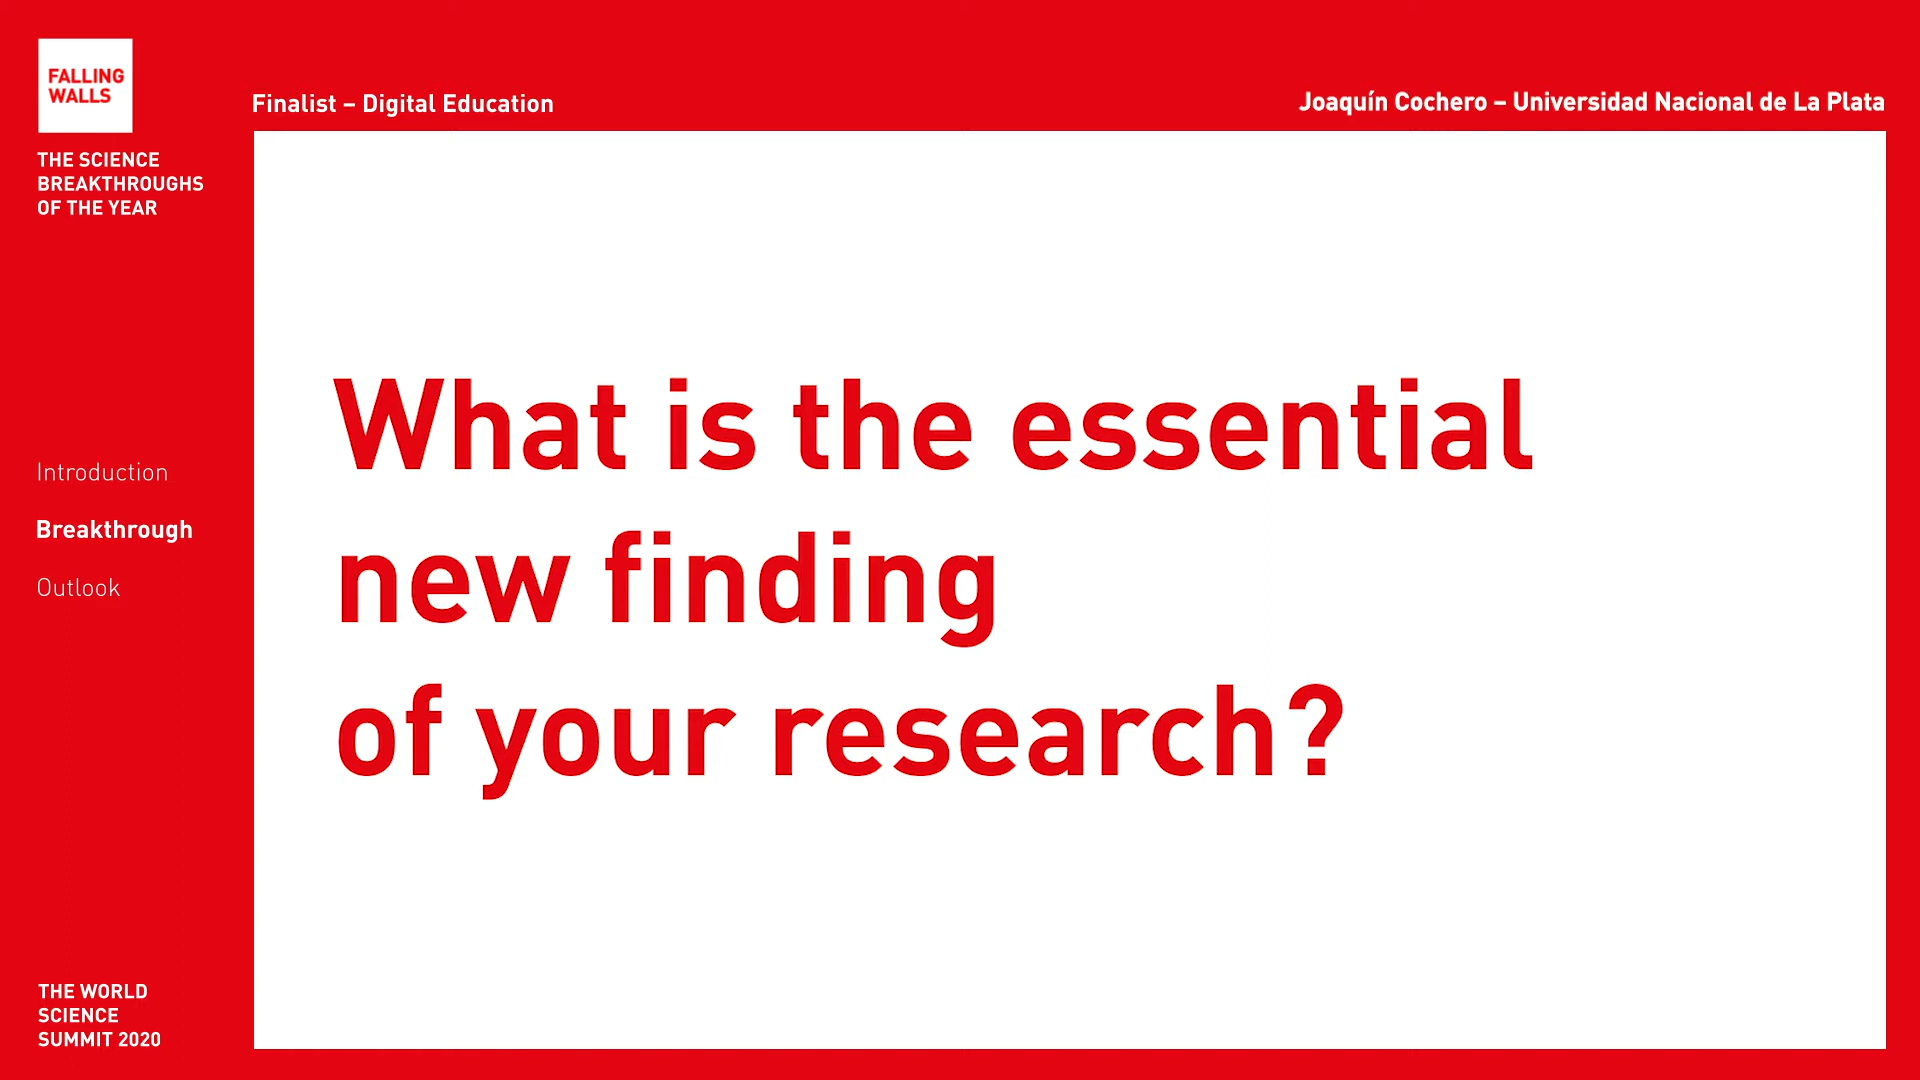 FALLING
WALLS
THE SCIENCE
BREAKTHROUGHS
OF THE YEAR
Finalist – Digital Education
Joaquín Cochero – Universidad Nacional de La Plata
Introduction
Breakthrough
Outlook
What is the essential
new finding
of your research?
THE WORLD
SCIENCE
SUMMIT 2020